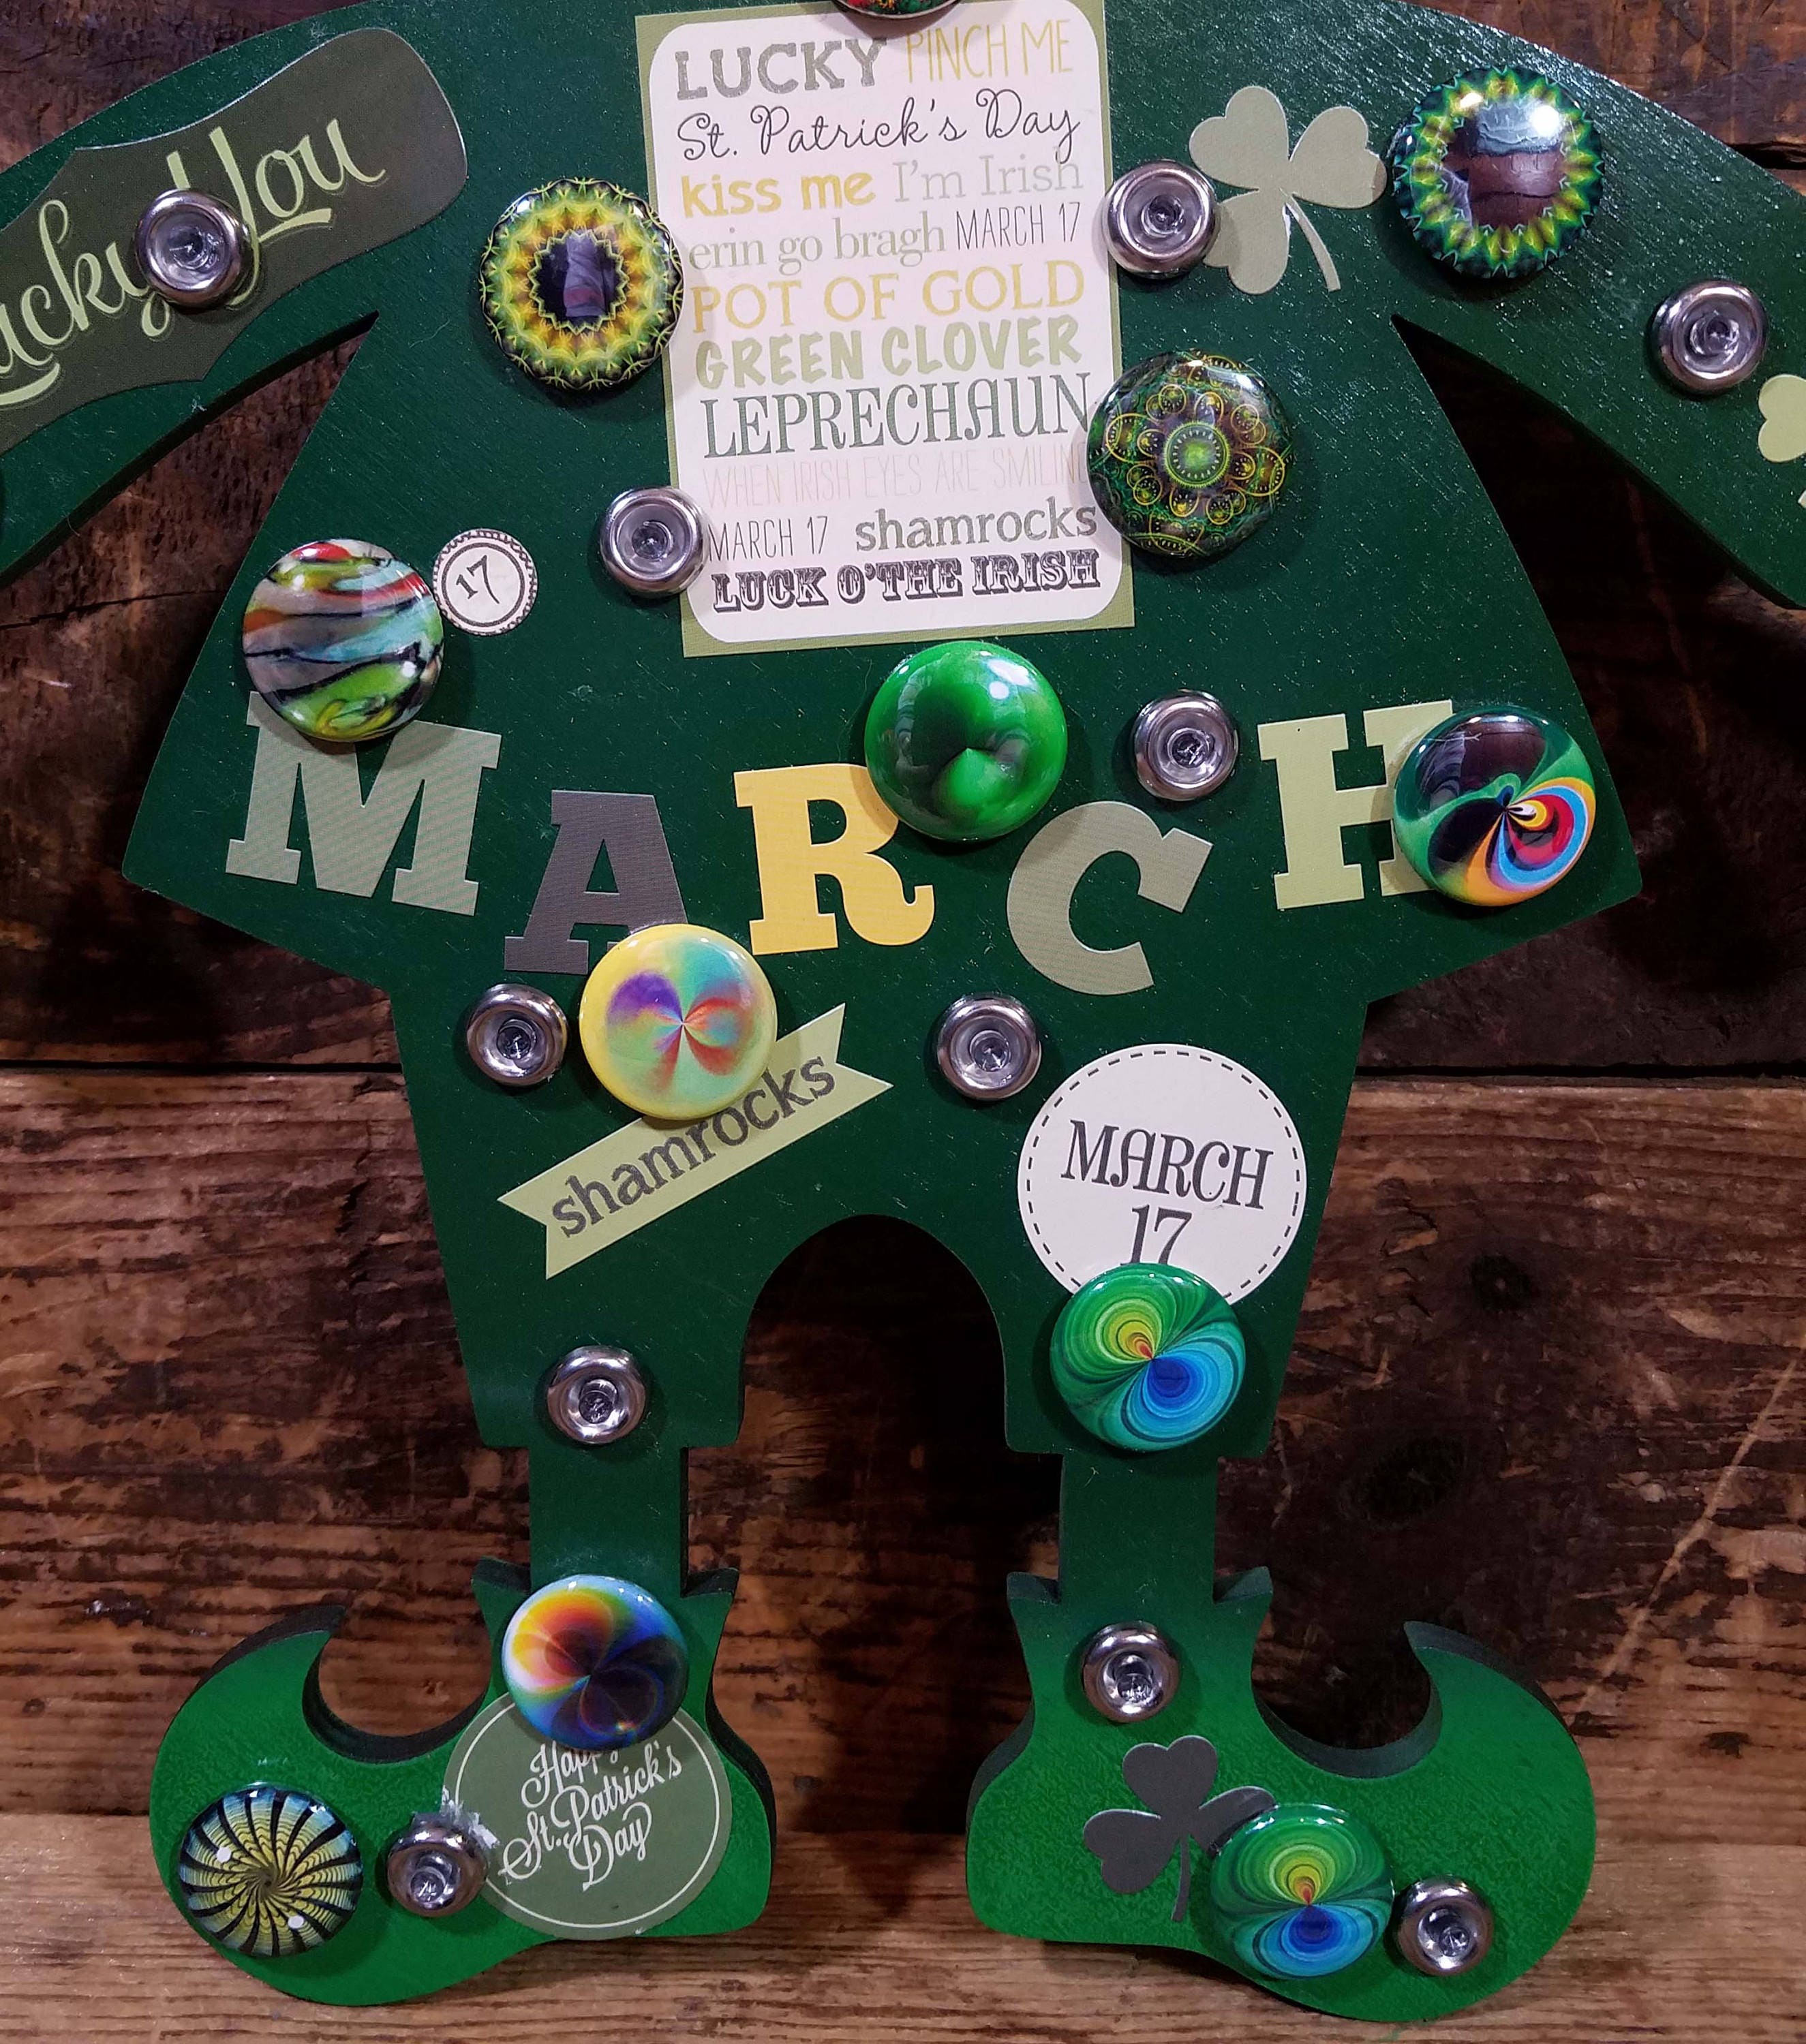 Lucky You
LUCKY PINCH ME
St. Patrick's Day
kiss me I'm Irish
erin go bragh MARCH 17
POT OF GOLD
GREEN CLOVER
LEPRECHAUN
WHEN IRISH EYES ARE SMILING
MARCH 17 shamrocks
LUCK O'THE IRISH
17
MARCH
shamrocks
MARCH
17
Happy
St. Patrick's
Day